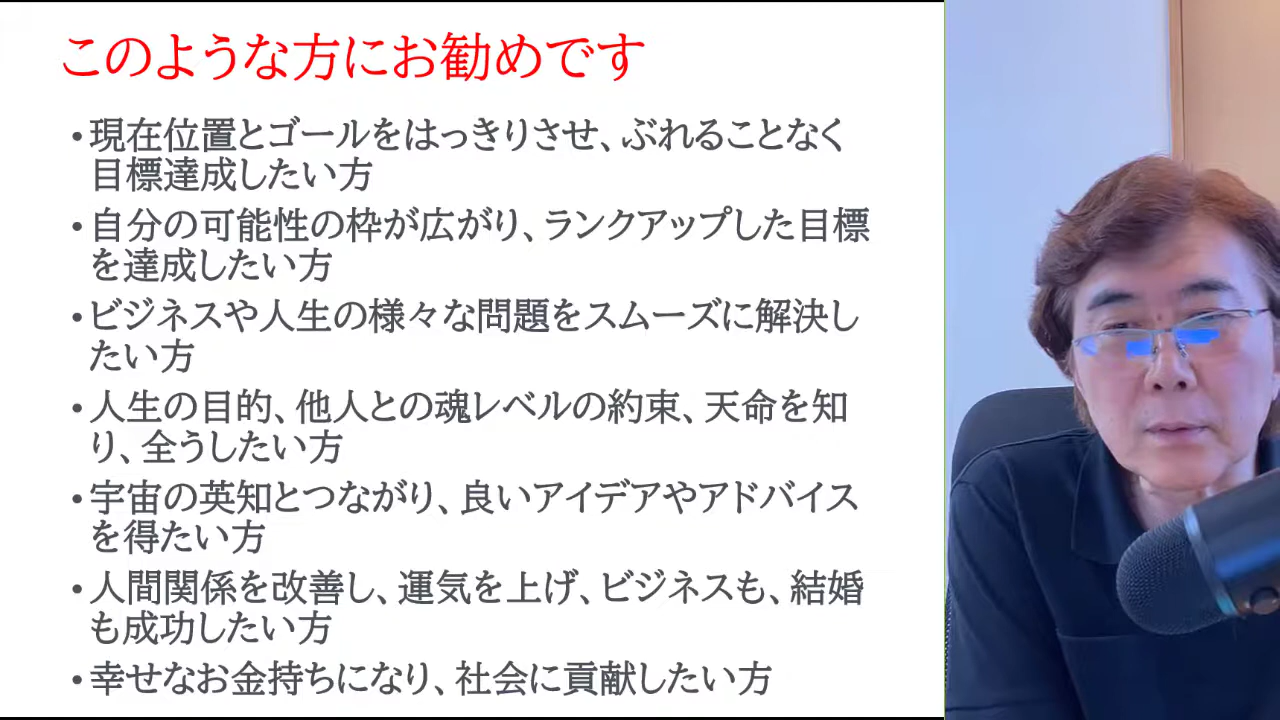 このような方にお勧めです
•現在位置とゴールをはっきりさせ、ぶれることなく
目標達成したい方
•自分の可能性の枠が広がり、ランクアップした目標
を達成したい方
•ビジネスや人生の様々な問題をスムーズに解決し
たい方
•人生の目的、他人との魂レベルの約束、天命を知
り、全うしたい方
•宇宙の英知とつながり、良いアイデアやアドバイス
を得たい方
•人間関係を改善し、運気を上げ、ビジネスも、結婚
も成功したい方
•幸せなお金持ちになり、社会に貢献したい方